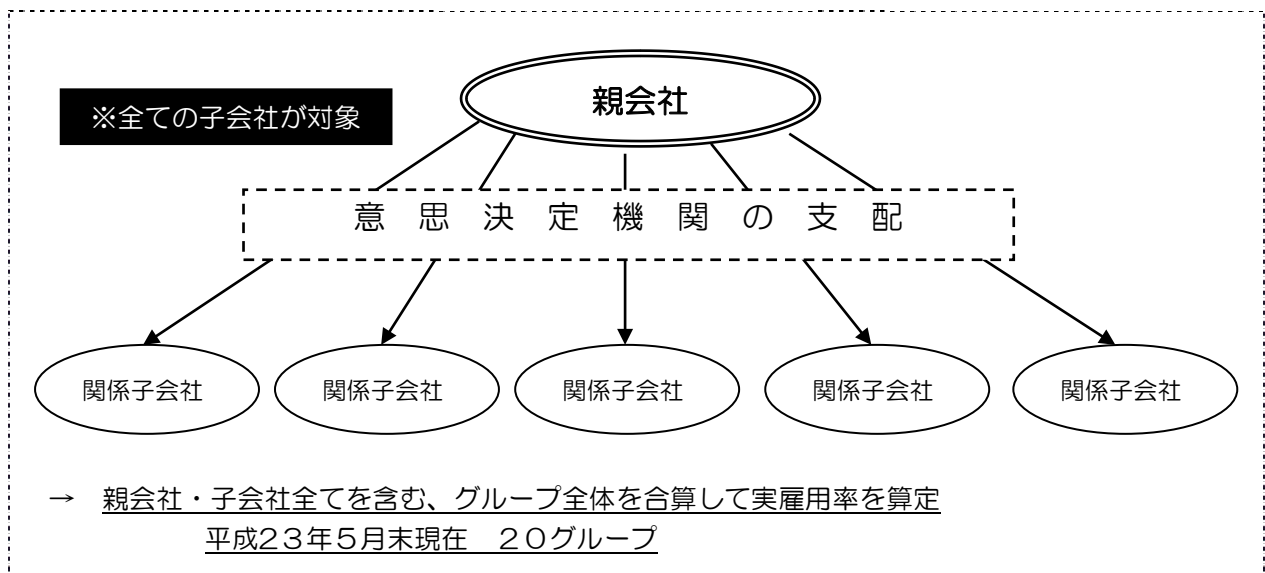 親会社
※全ての子会社が対象
意思決定機関の支配
関係子会社
関係子会社
関係子会社
関係子会社
関係子会社
→ 親会社・子会社全てを含む、グループ全体を合算して実雇用率を算定
平成23年5月末現在 20グループ